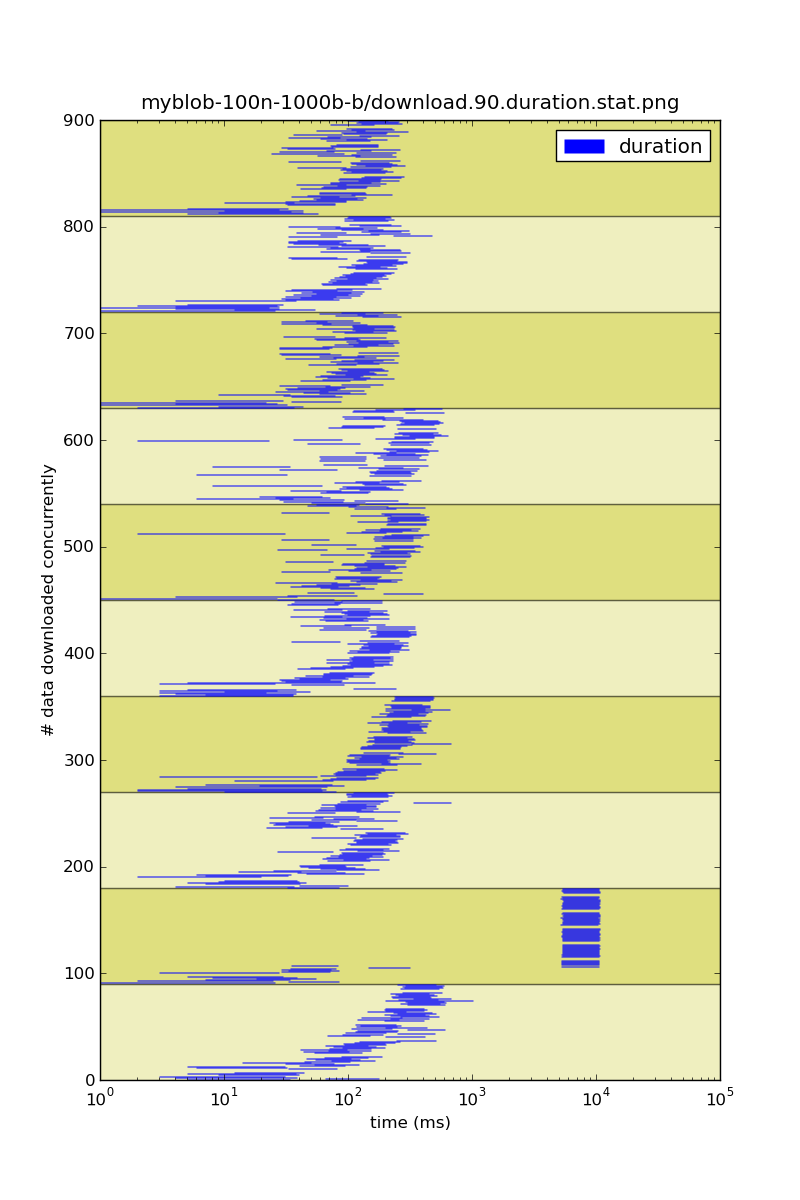 myblob-100n-1000b-b/download.90.duration.stat.png
duration
900
800
700
600
500
400
300
200
100
0
# data downloaded concurrently
10^0 10^1 10^2 10^3 10^4 10^5
time (ms)